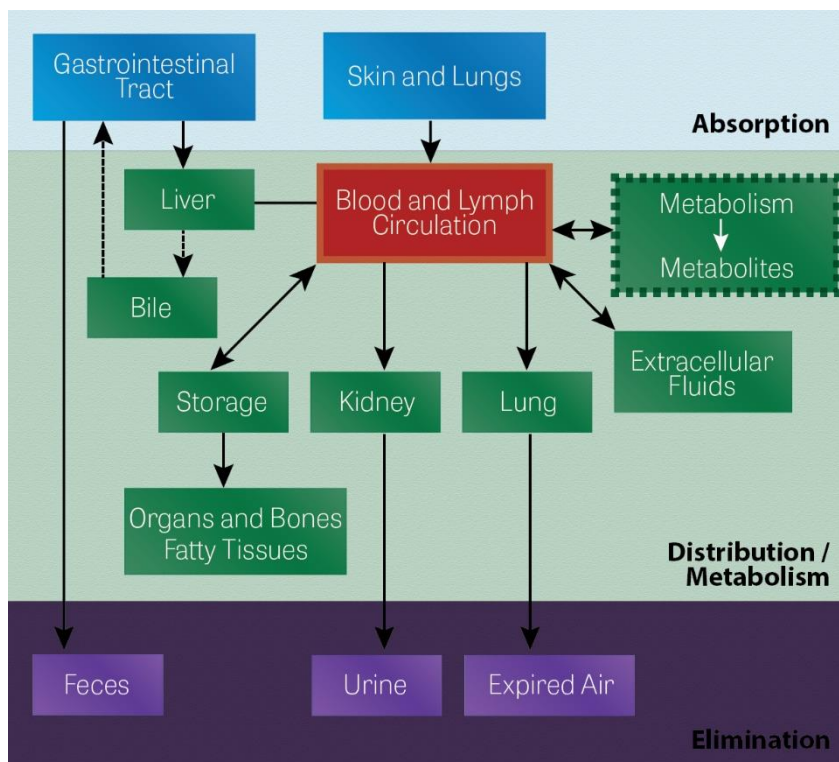 Gastrointestinal
Tract
Skin and Lungs
Absorption
Liver
Blood and Lymph
Circulation
Metabolism
Metabolites
Bile
Extracellular
Fluids
Storage
Kidney
Lung
Organs and Bones
Fatty Tissues
Distribution /
Metabolism
Feces
Urine
Expired Air
Elimination